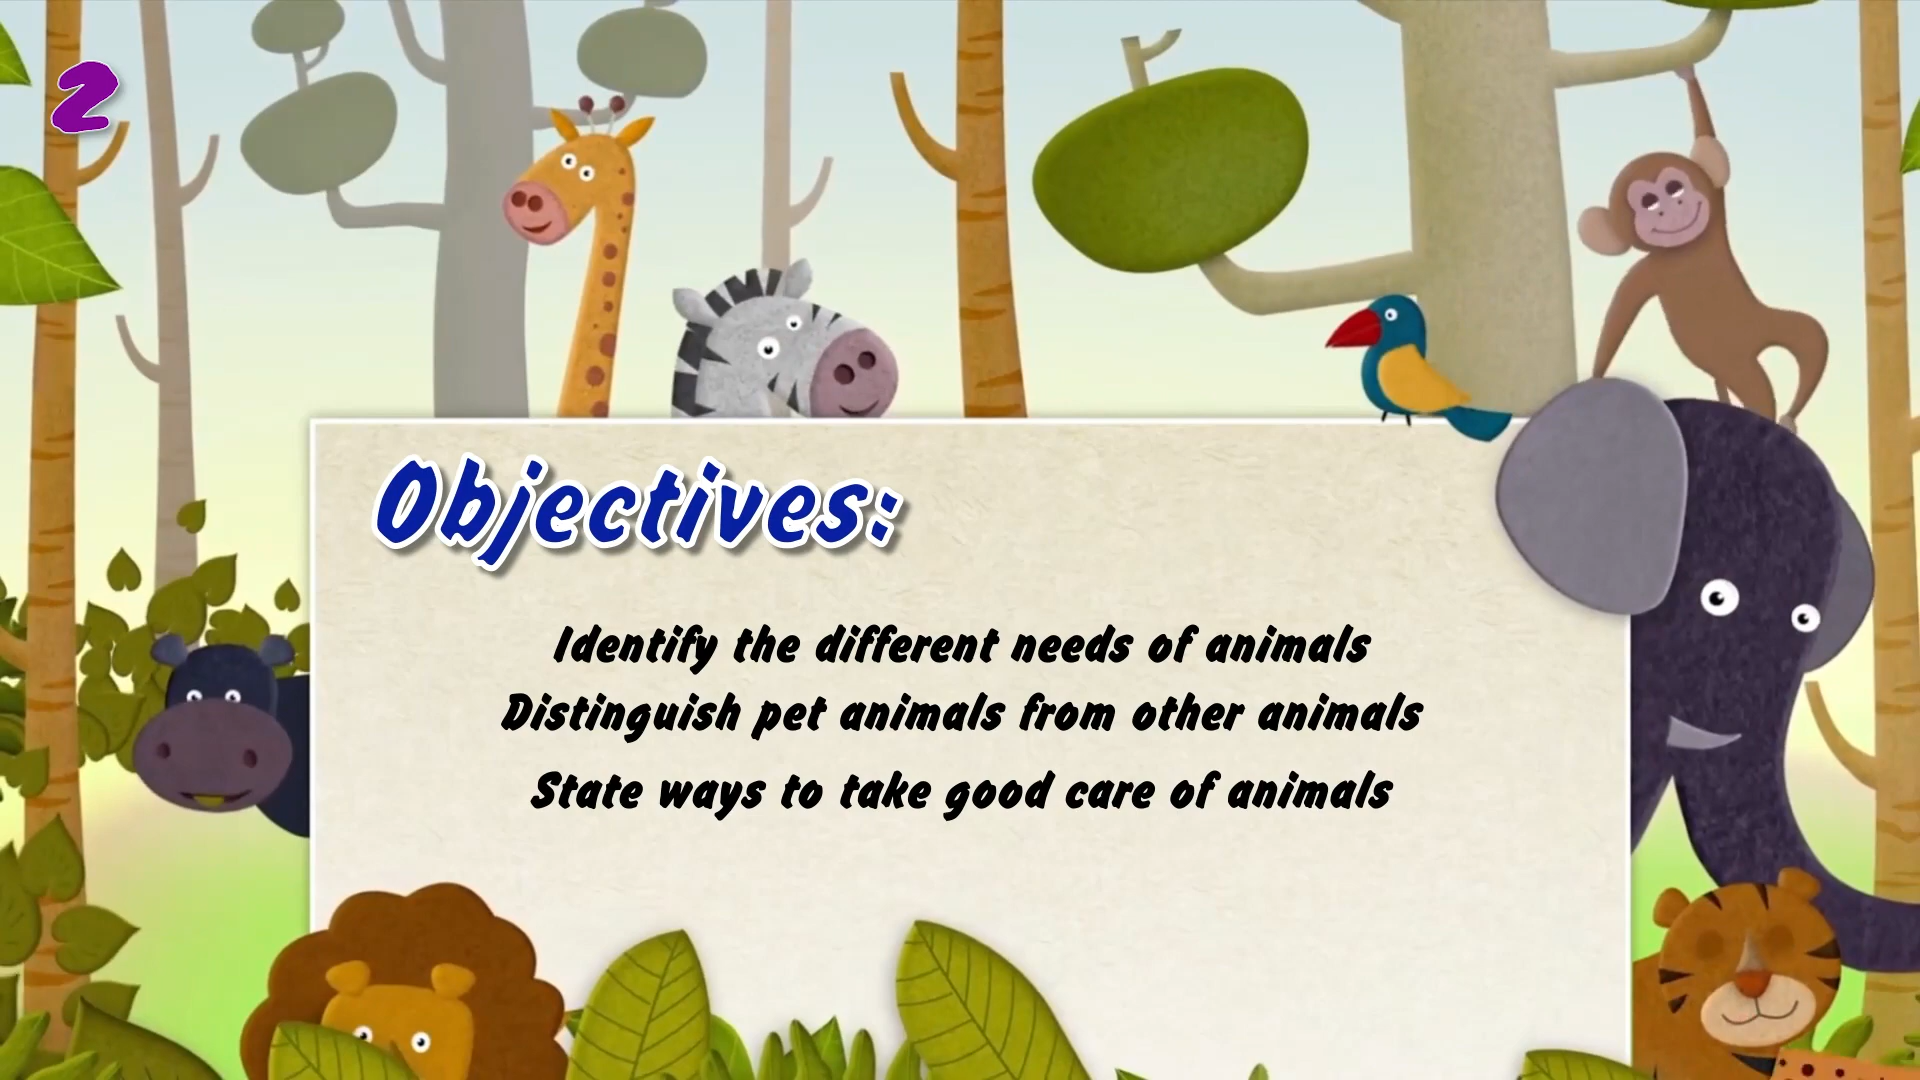 2
Objectives:
Identify the different needs of animals
Distinguish pet animals from other animals
State ways to take good care of animals